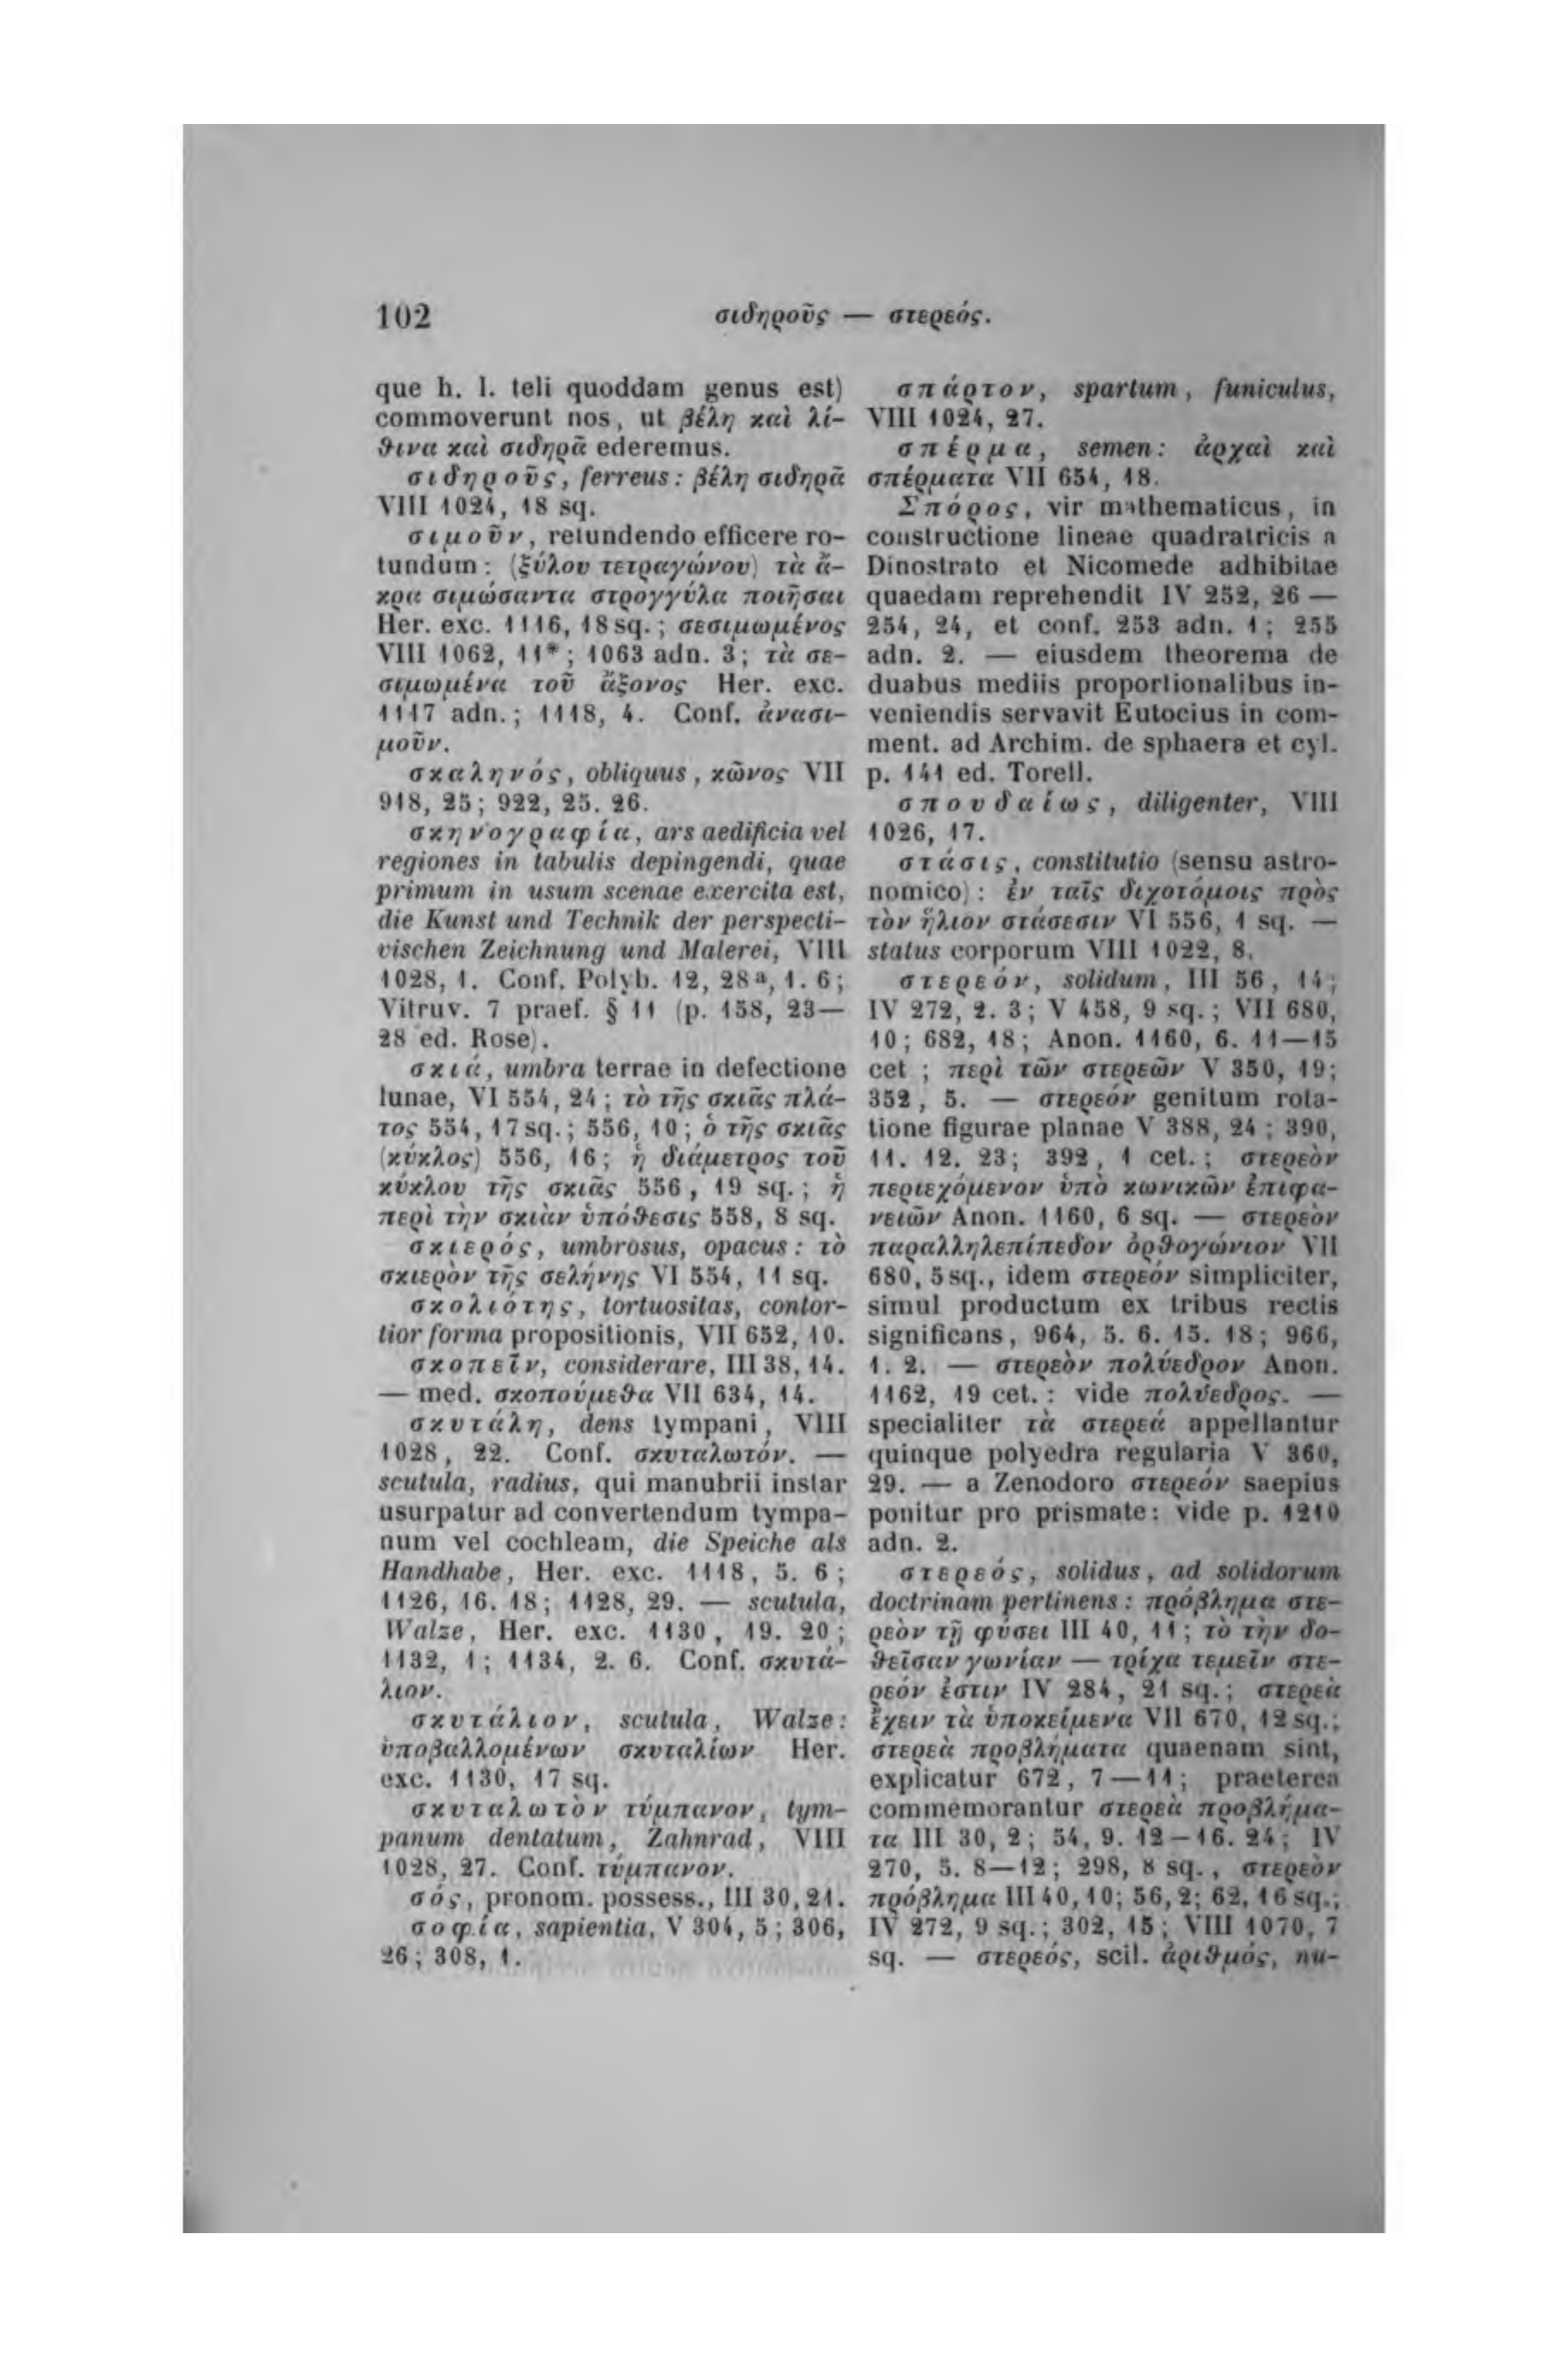 102 σιδηροῦς — στερεός.
que h. l. teli quoddam genus est)
commoverunt nos, ut βέλη καὶ λί-
θινα καὶ σιδηρᾶ ederemus.
σιδηροῦς, ferreus: βέλη σιδηρᾶ
VIII 1024, 18 sq.
σιμοῦν, retundendo efficere ro-
tundum: (ξύλου τετραγώνου) τὰ ἄ-
κρα σιμώσαντα στρογγύλα ποιῆσαι
Her. exc. 1116, 18 sq.; σεσιμωμένος
VIII 1062, 11*; 1063 adn. 3; τὰ σε-
σιμωμένα τοῦ ἄξονος Her. exc.
1117 adn.; 1118, 4. Conf. ἀνασι-
μοῦν.
σκαληνός, obliquus, κῶνος VII
918, 25; 922, 25. 26.
σκηνογραφία, ars aedificia vel
regiones in tabulis depingendi, quae
primum in usum scenae exercita est,
die Kunst und Technik der perspecti-
vischen Zeichnung und Malerei, VIII
1028, 1. Conf. Polyb. 12, 28ª, 1. 6;
Vitruv. 7 praef. § 11 (p. 158, 23—
28 ed. Rose).
σκιά, umbra terrae in defectione
lunae, VI 554, 24; τὸ τῆς σκιᾶς πλά-
τος 554, 17 sq.; 556, 10; ὁ τῆς σκιᾶς
(κύκλος) 556, 16; ἡ διάμετρος τοῦ
κύκλου τῆς σκιᾶς 556, 19 sq.; ἡ
περὶ τὴν σκιὰν ὑπόθεσις 558, 8 sq.
σκιερός, umbrosus, opacus: τὸ
σκιερὸν τῆς σελήνης VI 554, 11 sq.
σκολιότης, tortuositas, contor-
tior forma propositionis, VII 652, 10.
σκοπεῖν, considerare, III 38, 14.
— med. σκοπούμεθα VII 634, 14.
σκυτάλη, dens tympani, VIII
1028, 22. Conf. σκυταλωτόν. —
scutula, radius, qui manubrii instar
usurpatur ad convertendum tympa-
num vel cochleam, die Speiche als
Handhabe, Her. exc. 1118, 5. 6;
1126, 16. 18; 1128, 29. — scutula,
Walze, Her. exc. 1130, 19. 20;
1132, 1; 1134, 2. 6. Conf. σκυτά-
λιον.
σκυτάλιον, scutula, Walze:
ὑποβαλλομένων σκυταλίων Her.
exc. 1130, 17 sq.
σκυταλωτὸν τύμπανον, tym-
panum dentatum, Zahnrad, VIII
1028, 27. Conf. τύμπανον.
σός, pronom. possess., III 30, 21.
σοφία, sapientia, V 304, 5; 306,
26; 308, 1.
σπάρτον, spartum, funiculus,
VIII 1024, 27.
σπέρμα, semen: ἀρχαὶ καὶ
σπέρματα VII 654, 18.
Σπόρος, vir mathematicus, in
constructione lineae quadratricis a
Dinostrato et Nicomede adhibitae
quaedam reprehendit IV 252, 26 —
254, 24, et conf. 253 adn. 1; 255
adn. 2. — eiusdem theorema de
duabus mediis proportionalibus in-
veniendis servavit Eutocius in com-
ment. ad Archim. de sphaera et cyl.
p. 141 ed. Torell.
σπουδαίως, diligenter, VIII
1026, 17.
στάσις, constitutio (sensu astro-
nomico): ἐν ταῖς διχοτόμοις πρὸς
τὸν ἥλιον στάσεσιν VI 556, 1 sq. —
status corporum VIII 1022, 8.
στερεόν, solidum, III 56, 14;
IV 272, 2. 3; V 458, 9 sq.; VII 680,
10; 682, 18; Anon. 1160, 6. 11—15
cet; περὶ τῶν στερεῶν V 350, 19;
352, 5. — στερεόν genitum rota-
tione figurae planae V 388, 24; 390,
11. 12. 23; 392, 1 cet.; στερεὸν
περιεχόμενον ὑπὸ κωνικῶν ἐπιφα-
νειῶν Anon. 1160, 6 sq. — στερεὸν
παραλληλεπίπεδον ὀρθογώνιον VII
680, 5 sq., idem στερεόν simpliciter,
simul productum ex tribus rectis
significans, 964, 5. 6. 15. 18; 966,
1. 2. — στερεὸν πολύεδρον Anon.
1162, 19 cet.: vide πολύεδρος. —
specialiter τὰ στερεά appellantur
quinque polyedra regularia V 360,
29. — a Zenodoro στερεόν saepius
ponitur pro prismate: vide p. 1210
adn. 2.
στερεός, solidus, ad solidorum
doctrinam pertinens: πρόβλημα στε-
ρεὸν τῇ φύσει III 40, 11; τὸ τὴν δο-
θεῖσαν γωνίαν — τρίχα τεμεῖν στε-
ρεόν ἐστιν IV 284, 21 sq.; στερεὰ
ἔχειν τὰ ὑποκείμενα VII 670, 12 sq.;
στερεὰ προβλήματα quaenam sint,
explicatur 672, 7—11; praeterea
commemorantur στερεὰ προβλήμα-
τα III 30, 2; 54, 9. 12—16. 24; IV
270, 5. 8—12; 298, 8 sq., στερεὸν
πρόβλημα III 40, 10; 56, 2; 62, 16 sq.;
IV 272, 9 sq.; 302, 15; VIII 1070, 7
sq. — στερεός, scil. ἀριθμός, nu-